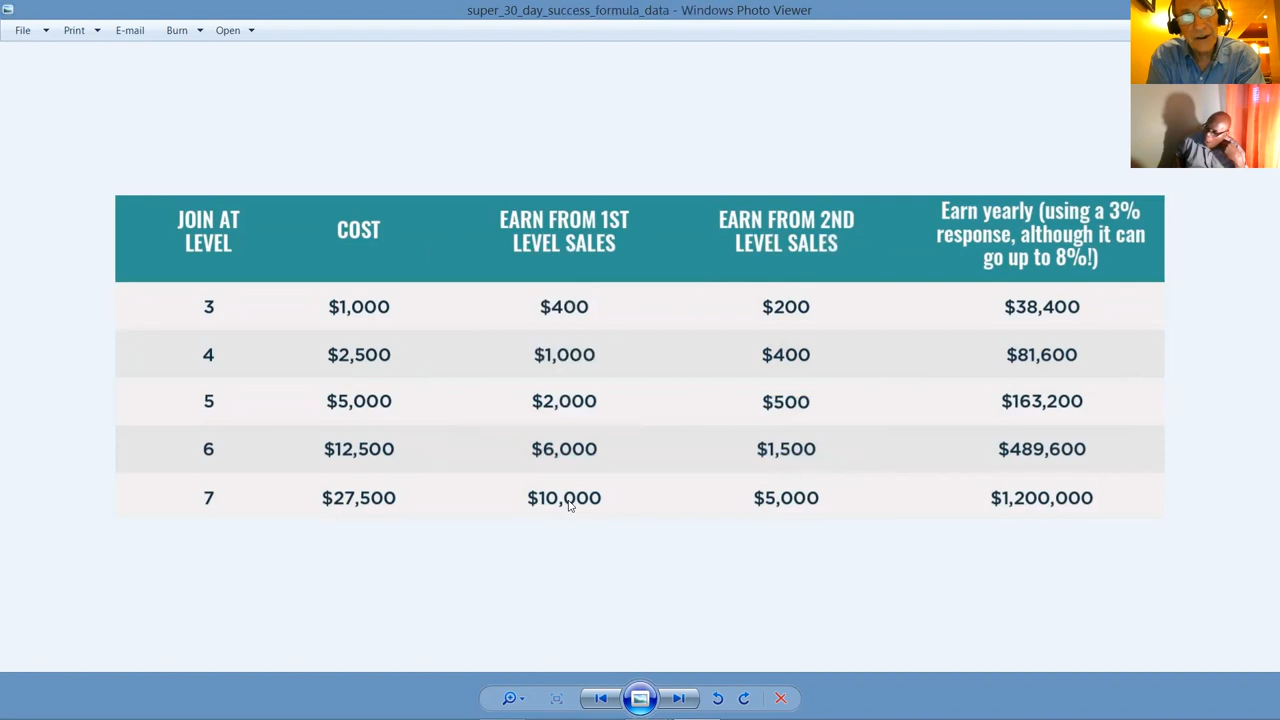 super_30_day_success_formula_data - Windows Photo Viewer
File Print E-mail Burn Open
JOIN AT
LEVEL
COST
EARN FROM 1ST
LEVEL SALES
EARN FROM 2ND
LEVEL SALES
Earn yearly (using a 3%
response, although it can
go up to 8%!)
3 $1,000 $400 $200 $38,400
4 $2,500 $1,000 $400 $81,600
5 $5,000 $2,000 $500 $163,200
6 $12,500 $6,000 $1,500 $489,600
7 $27,500 $10,000 $5,000 $1,200,000